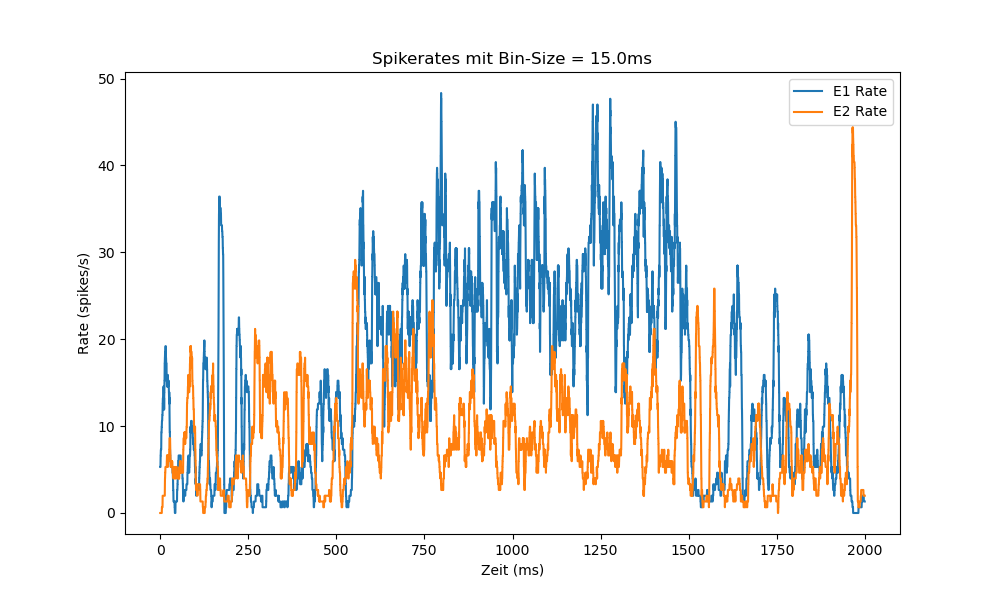 Spikerates mit Bin-Size = 15.0ms
E1 Rate
E2 Rate
Rate (spikes/s)
50
40
30
20
10
0
0 250 500 750 1000 1250 1500 1750 2000
Zeit (ms)